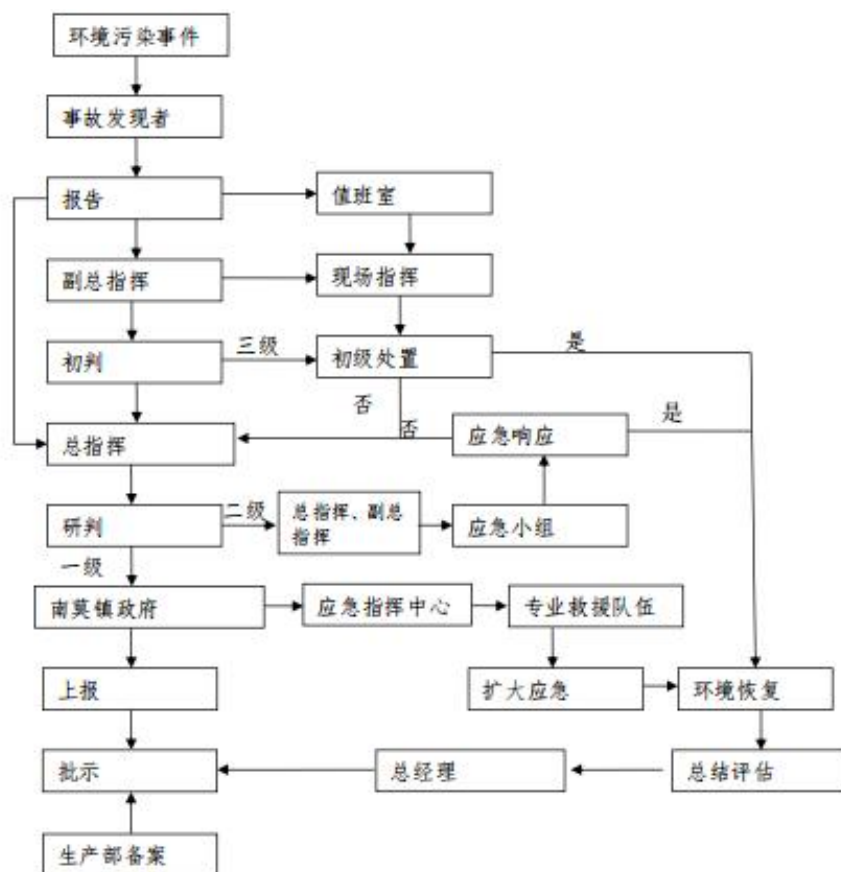 环境污染事件
事故发现者
报告
值班室
副总指挥
现场指挥
初判
三级
初级处置
是
否
总指挥
否
应急响应
是
研判
二级
总指挥、副总
指挥
应急小组
一级
南莫镇政府
应急指挥中心
专业救援队伍
上报
扩大应急
环境恢复
批示
总经理
总结评估
生产部备案